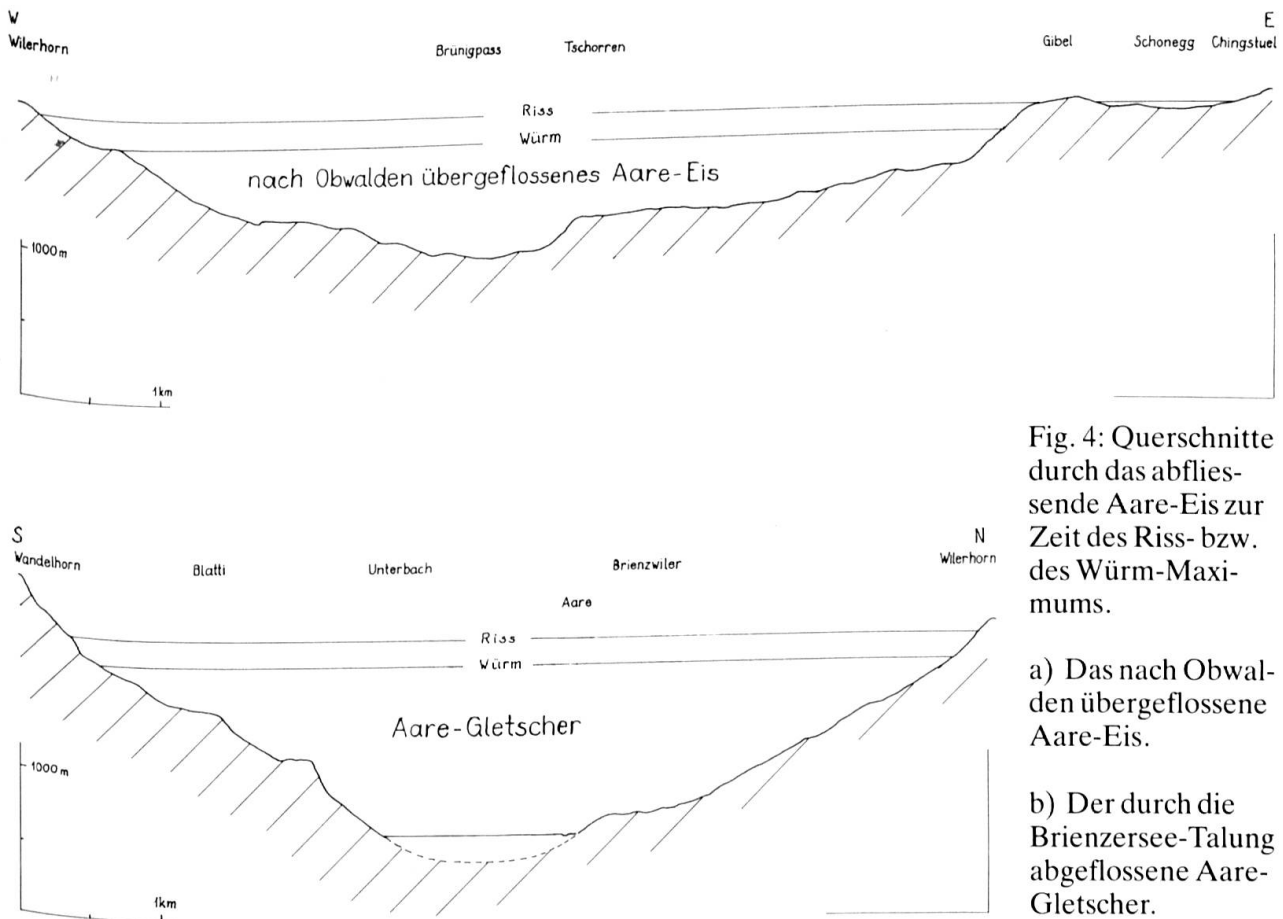 W
E
Wilerhorn Brünigpass Tschorren Gibel Schonegg Chingstuel
Riss
Würm
nach Obwalden übergeflossenes Aare-Eis
1000m
1km
Fig. 4: Querschnitte
durch das abflies-
sende Aare-Eis zur
Zeit des Riss- bzw.
des Würm-Maxi-
mums.
a) Das nach Obwal-
den übergeflossene
Aare-Eis.
b) Der durch die
Brienzersee-Talung
abgeflossene Aare-
Gletscher.
S
N
Wandelhorn Blatti Unterbach Brienzwiler Wilerhorn
Aare
Riss
Würm
Aare-Gletscher
1000m
1km